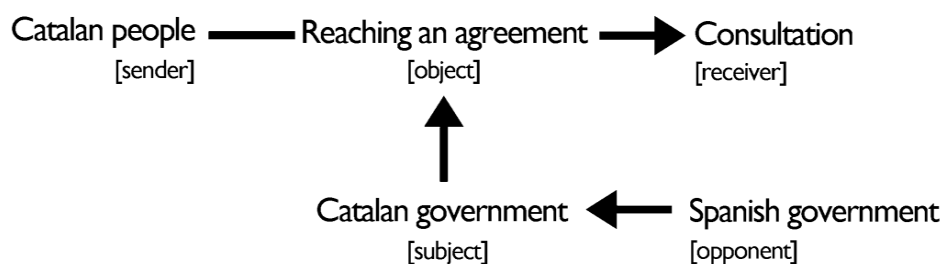 Catalan people
[sender]
Reaching an agreement
[object]
Consultation
[receiver]
Catalan government
[subject]
Spanish government
[opponent]